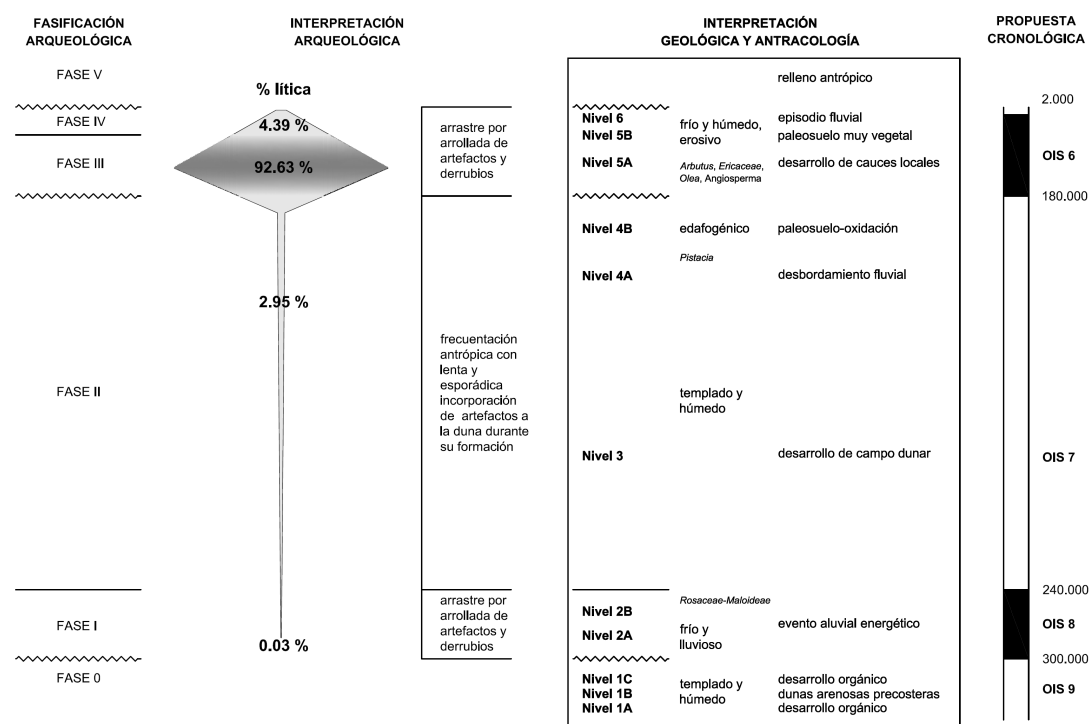 FASIFICACIÓN
ARQUEOLÓGICA
INTERPRETACIÓN
ARQUEOLÓGICA
INTERPRETACIÓN
GEOLÓGICA Y ANTRACOLOGÍA
PROPUESTA
CRONOLÓGICA
FASE V
FASE IV
FASE III
FASE II
FASE I
FASE 0
% lítica
4.39 %
92.63 %
2.95 %
0.03 %
arrastre por
arrollada de
artefactos y
derrubios
frecuentación
antrópica con
lenta y
esporádica
incorporación
de artefactos a
la duna durante
su formación
arrastre por
arrollada de
artefactos y
derrubios
relleno antrópico
Nivel 6
episodio fluvial
frío y húmedo,
erosivo
Nivel 5B
paleosuelo muy vegetal
Nivel 5A
Arbutus, Ericaceae,
Olea, Angiosperma
desarrollo de cauces locales
Nivel 4B
edafogénico
paleosuelo-oxidación
Pistacia
Nivel 4A
desbordamiento fluvial
templado y
húmedo
Nivel 3
desarrollo de campo dunar
Rosaceae-Maloideae
Nivel 2B
evento aluvial energético
Nivel 2A
frío y
lluvioso
Nivel 1C
desarrollo orgánico
templado y
húmedo
Nivel 1B
dunas arenosas precosteras
Nivel 1A
desarrollo orgánico
2.000
OIS 6
180.000
OIS 7
240.000
OIS 8
300.000
OIS 9